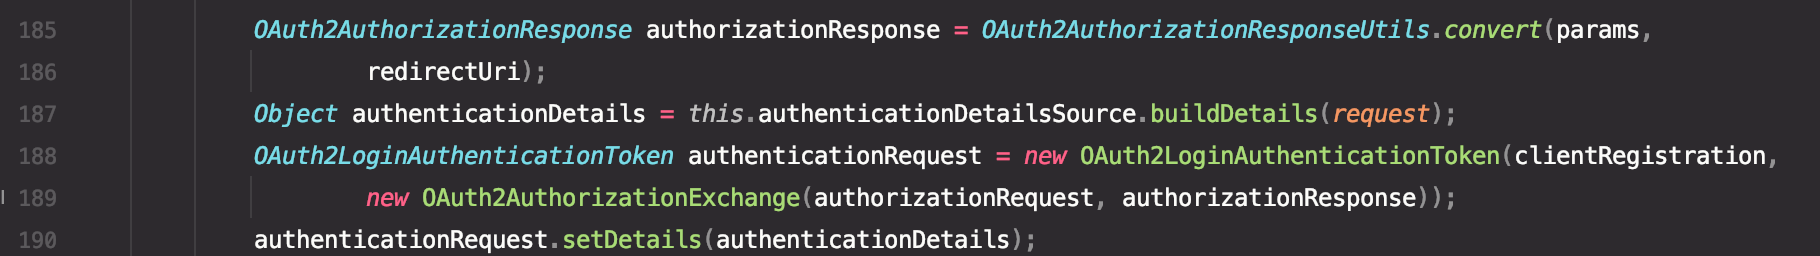 185 OAuth2AuthorizationResponse authorizationResponse = OAuth2AuthorizationResponseUtils.convert(params,
186 redirectUri);
187 Object authenticationDetails = this.authenticationDetailsSource.buildDetails(request);
188 OAuth2LoginAuthenticationToken authenticationRequest = new OAuth2LoginAuthenticationToken(clientRegistration,
189 new OAuth2AuthorizationExchange(authorizationRequest, authorizationResponse));
190 authenticationRequest.setDetails(authenticationDetails);